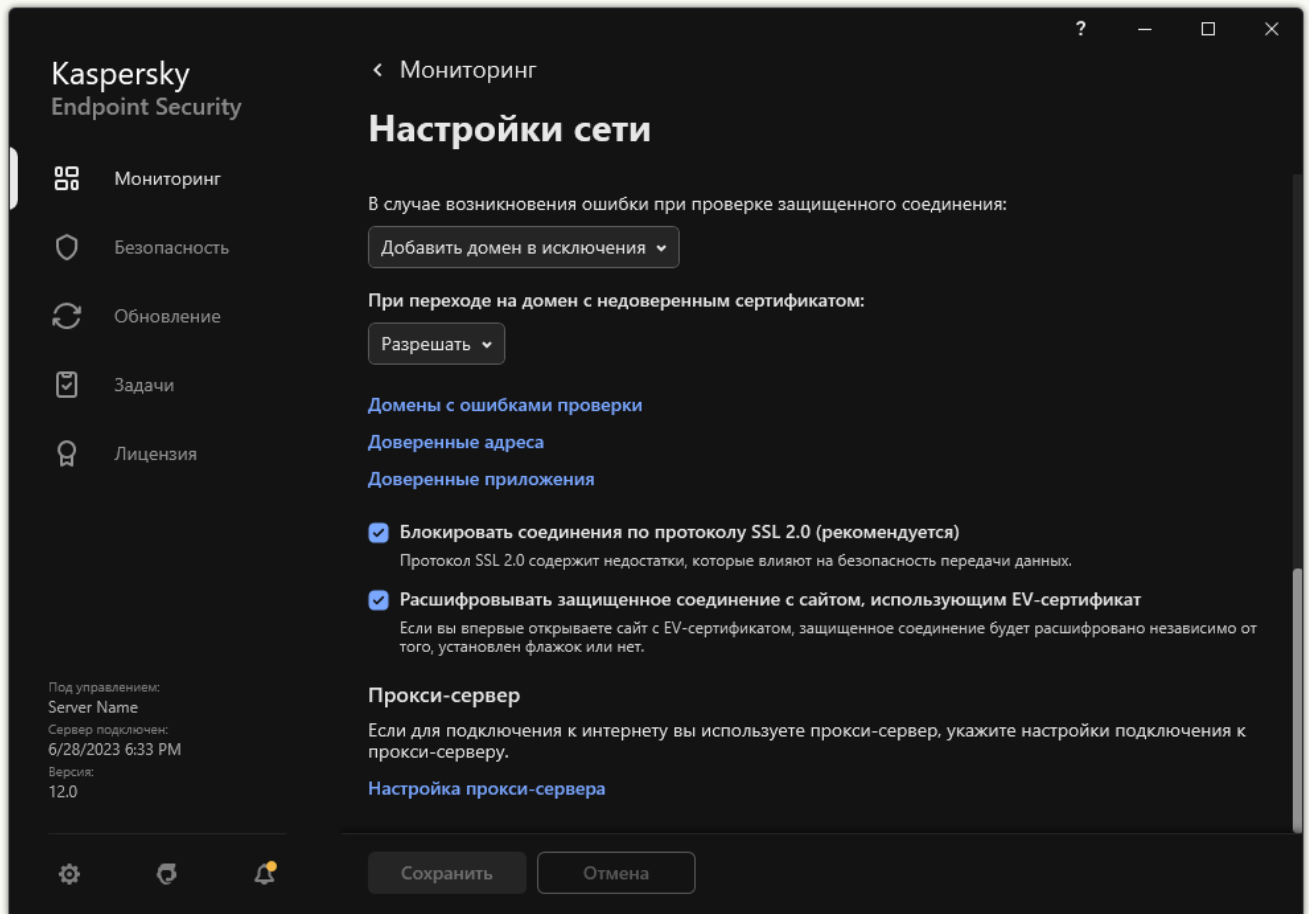 ?
Kaspersky
Endpoint Security
Мониторинг
Безопасность
Обновление
Задачи
Лицензия
Под управлением:
Server Name
Сервер подключен:
6/28/2023 6:33 PM
Версия:
12.0
Мониторинг
Настройки сети
В случае возникновения ошибки при проверке защищенного соединения:
Добавить домен в исключения
При переходе на домен с недоверенным сертификатом:
Разрешать
Домены с ошибками проверки
Доверенные адреса
Доверенные приложения
Блокировать соединения по протоколу SSL 2.0 (рекомендуется)
Протокол SSL 2.0 содержит недостатки, которые влияют на безопасность передачи данных.
Расшифровывать защищенное соединение с сайтом, использующим EV-сертификат
Если вы впервые открываете сайт с EV-сертификатом, защищенное соединение будет расшифровано независимо от
того, установлен флажок или нет.
Прокси-сервер
Если для подключения к интернету вы используете прокси-сервер, укажите настройки подключения к
прокси-серверу.
Настройка прокси-сервера
Сохранить
Отмена